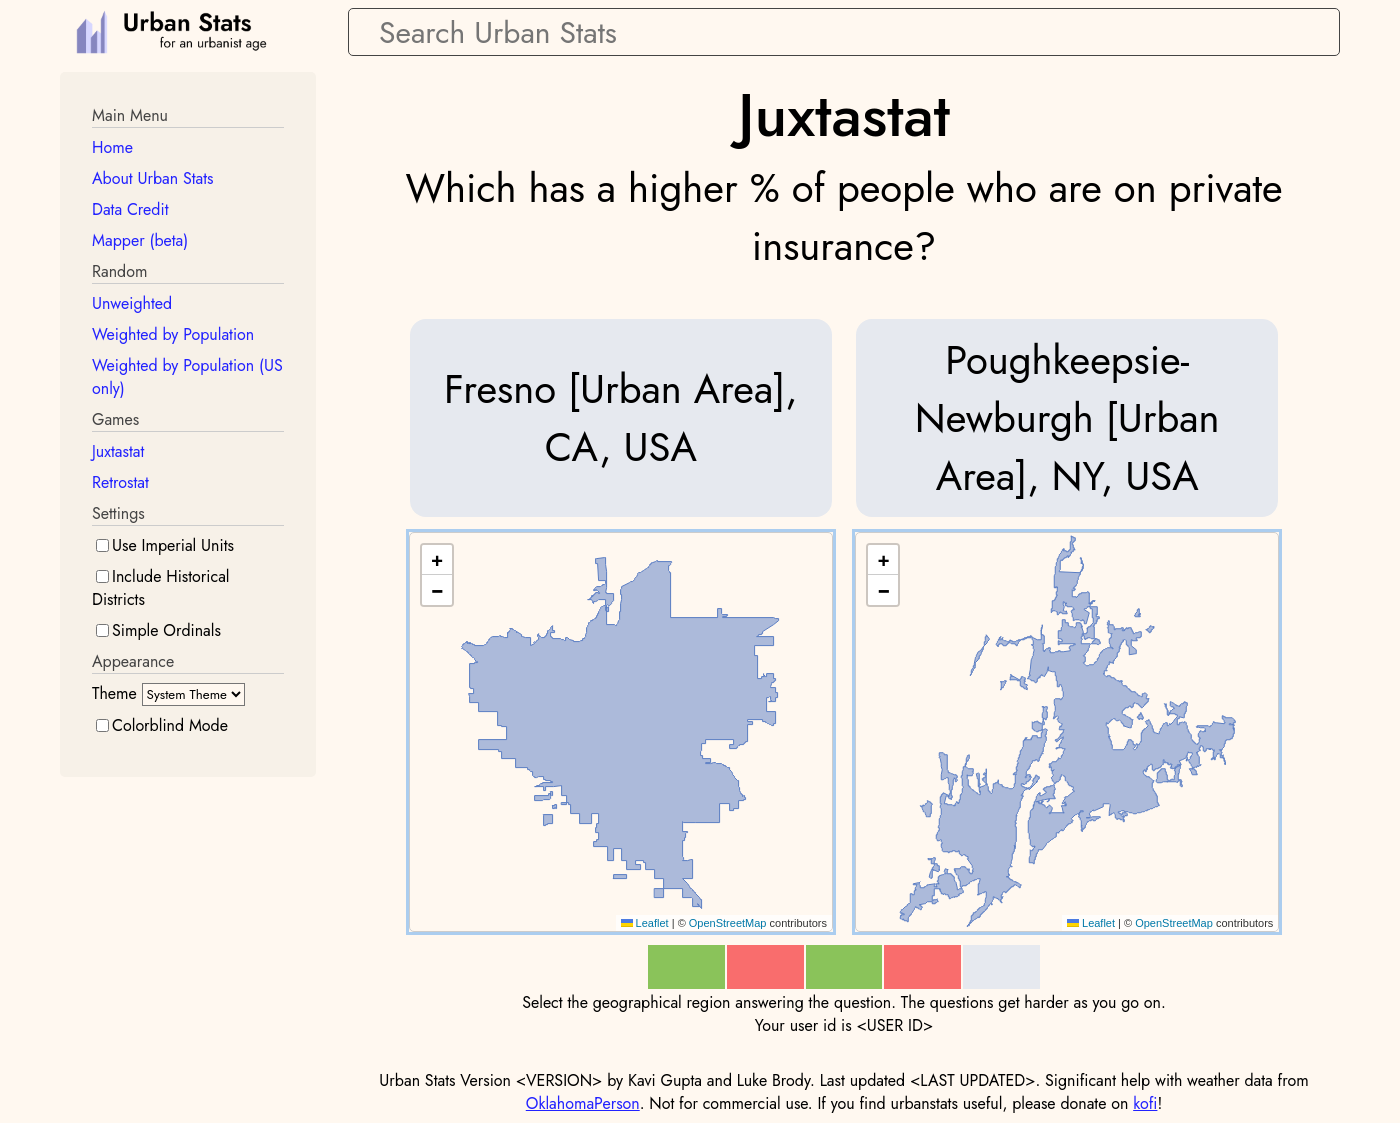 Urban Stats
for an urbanist age
Search Urban Stats
Main Menu
Home
About Urban Stats
Data Credit
Mapper (beta)
Random
Unweighted
Weighted by Population
Weighted by Population (US
only)
Games
Juxtastat
Retrostat
Settings
Use Imperial Units
Include Historical
Districts
Simple Ordinals
Appearance
Theme System Theme
Colorblind Mode
Juxtastat
Which has a higher % of people who are on private
insurance?
Fresno [Urban Area],
CA, USA
Poughkeepsie-
Newburgh [Urban
Area], NY, USA
+
−
Leaflet | © OpenStreetMap contributors
+
−
Leaflet | © OpenStreetMap contributors
Select the geographical region answering the question. The questions get harder as you go on.
Your user id is <USER ID>
Urban Stats Version <VERSION> by Kavi Gupta and Luke Brody. Last updated <LAST UPDATED>. Significant help with weather data from
OklahomaPerson. Not for commercial use. If you find urbanstats useful, please donate on kofi!